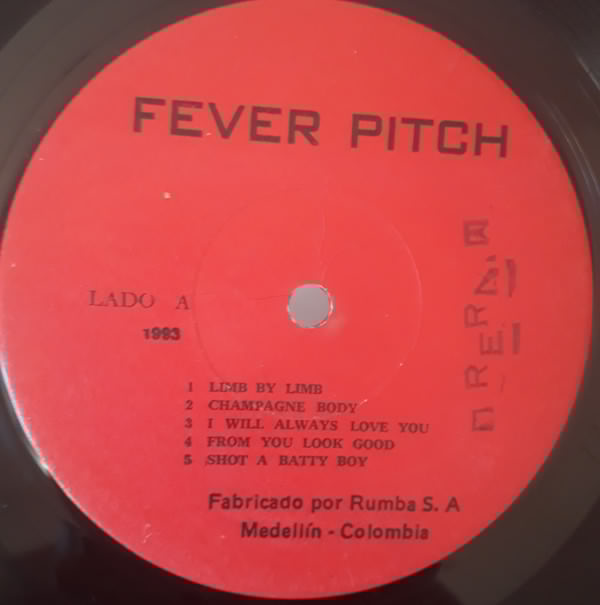 FEVER PITCH
LADO A
1993
1 LIMB BY LIMB
2 CHAMPAGNE BODY
3 I WILL ALWAYS LOVE YOU
4 FROM YOU LOOK GOOD
5 SHOT A BATTY BOY
Fabricado por Rumba S. A
Medellín - Colombia